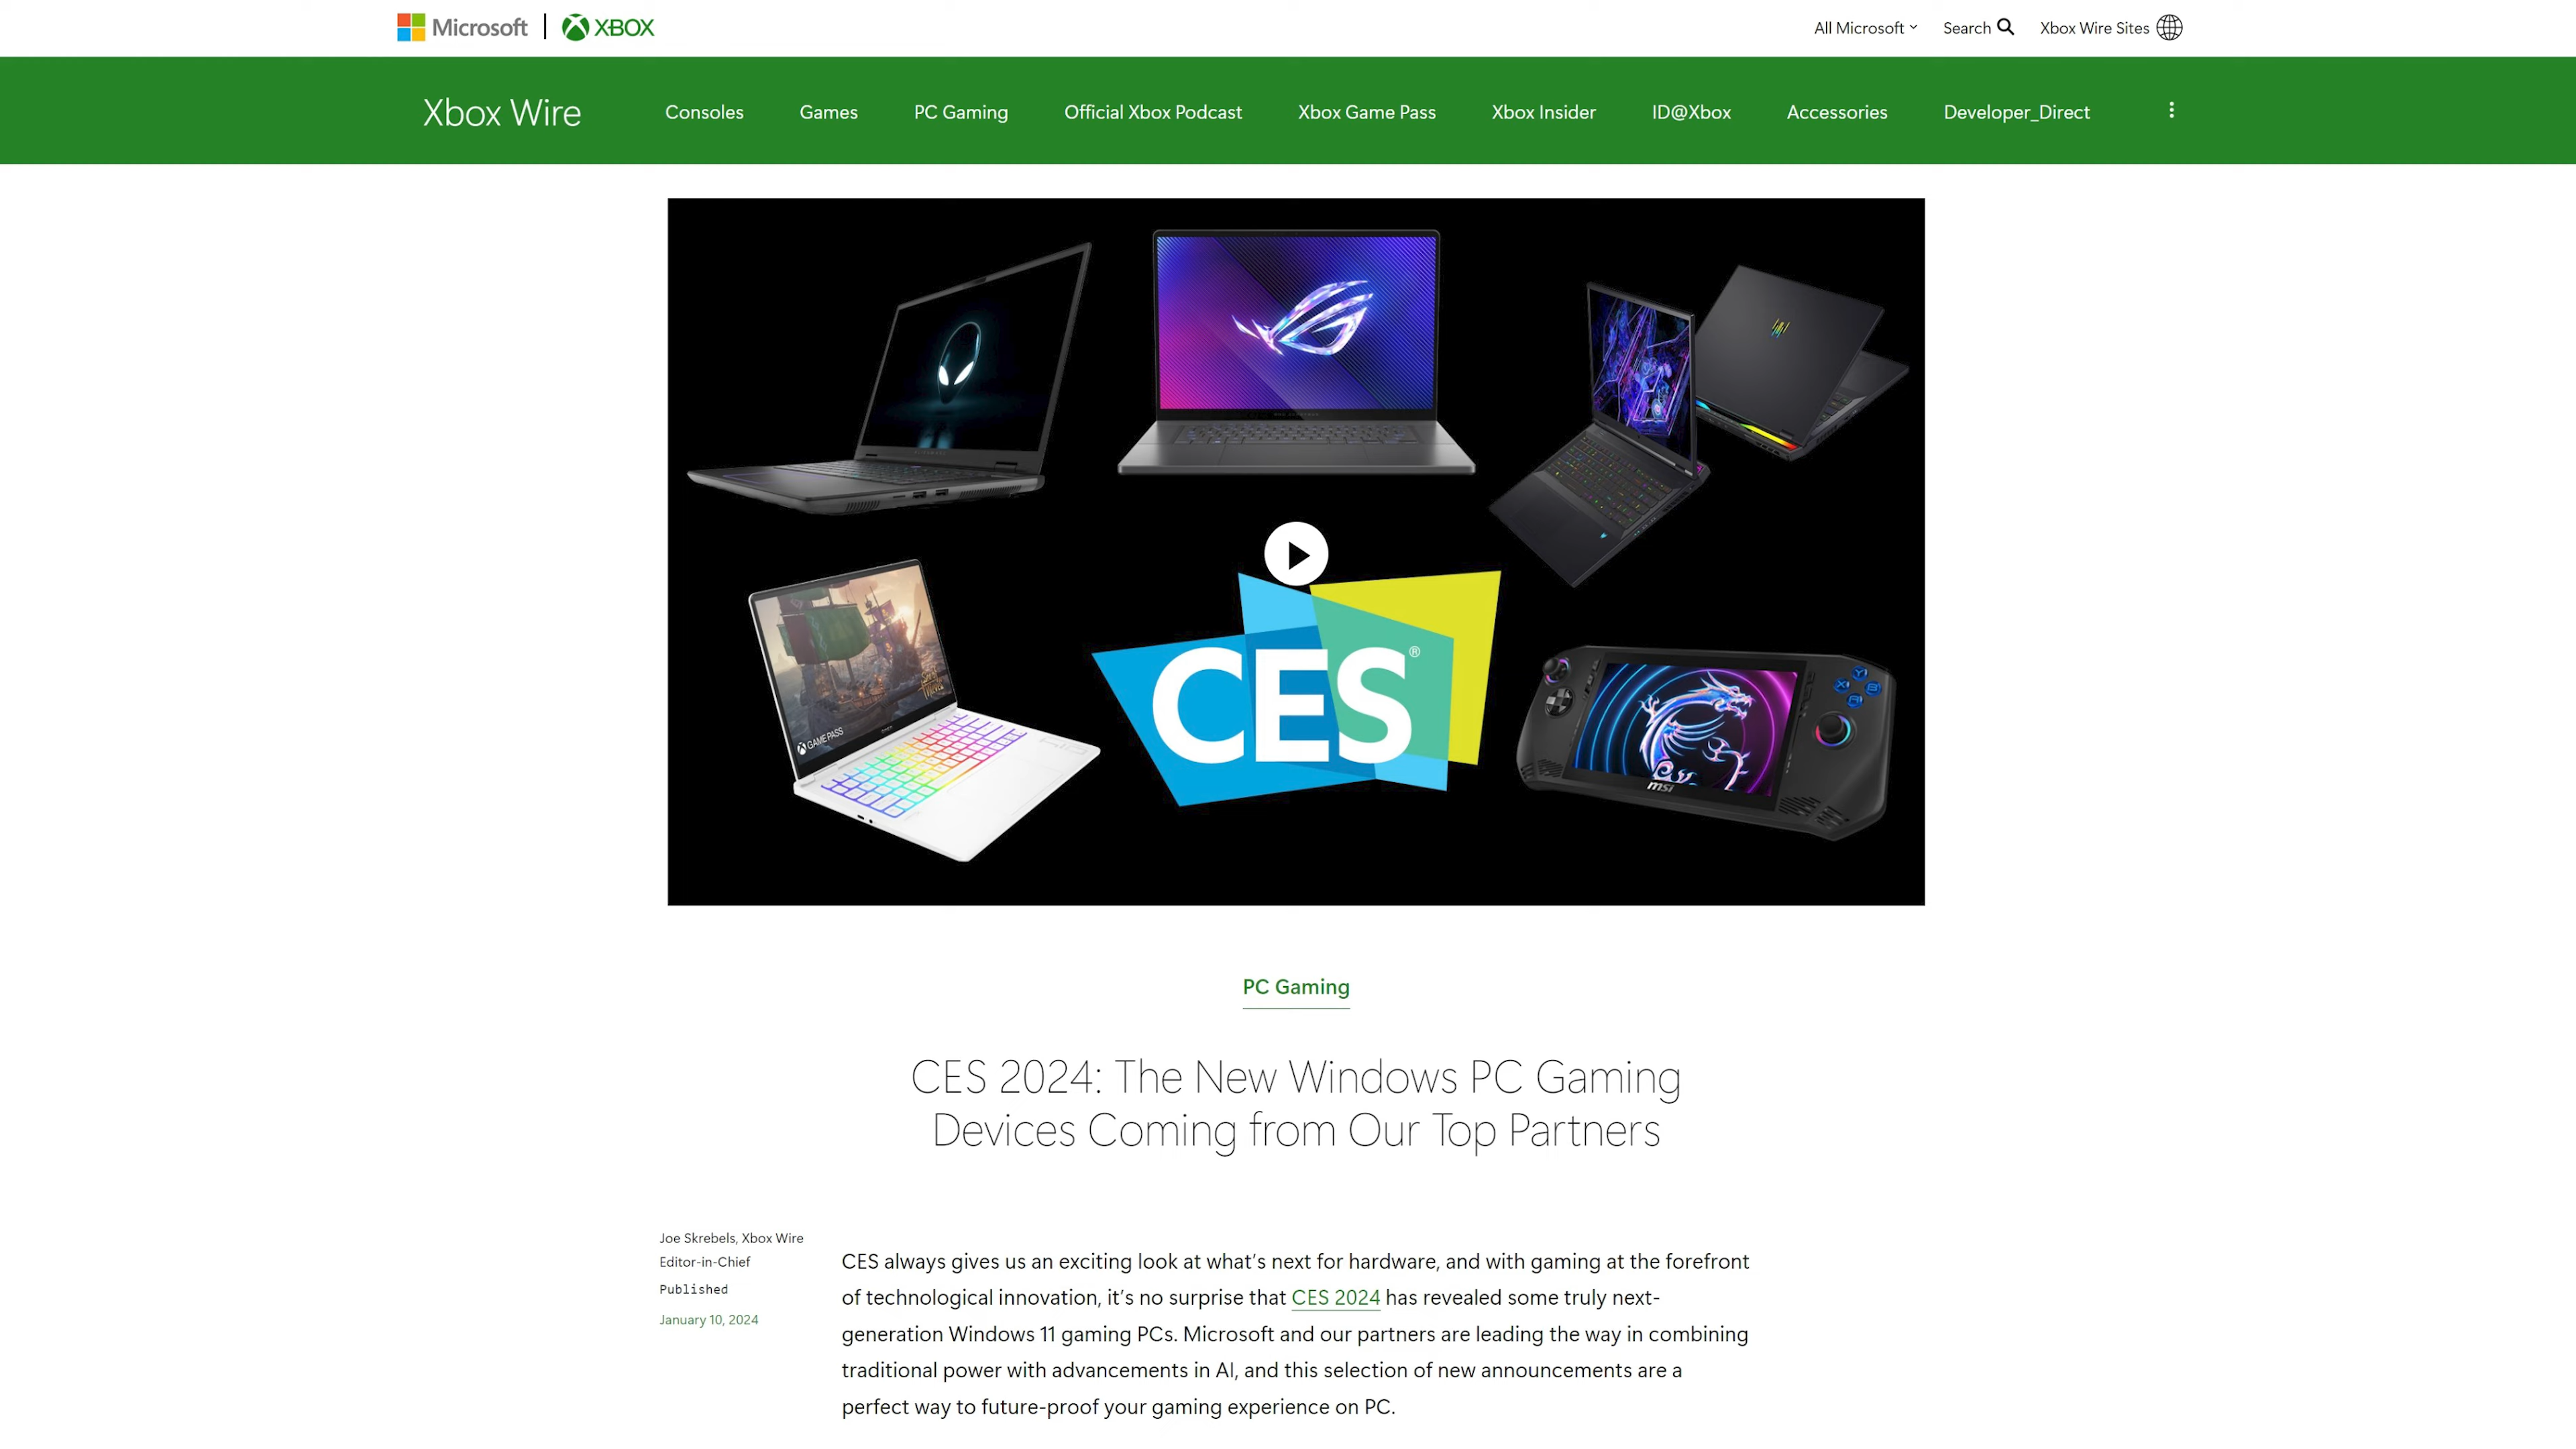 Microsoft | XBOX
All Microsoft
Search
Xbox Wire Sites
Xbox Wire
Consoles
Games
PC Gaming
Official Xbox Podcast
Xbox Game Pass
Xbox Insider
ID@Xbox
Accessories
Developer_Direct
GAME PASS
CES®
X
Y
B
msi
PC Gaming
CES 2024: The New Windows PC Gaming
Devices Coming from Our Top Partners
Joe Skrebels, Xbox Wire
Editor-in-Chief
Published
January 10, 2024
CES always gives us an exciting look at what’s next for hardware, and with gaming at the forefront
of technological innovation, it’s no surprise that CES 2024 has revealed some truly next-
generation Windows 11 gaming PCs. Microsoft and our partners are leading the way in combining
traditional power with advancements in AI, and this selection of new announcements are a
perfect way to future-proof your gaming experience on PC.